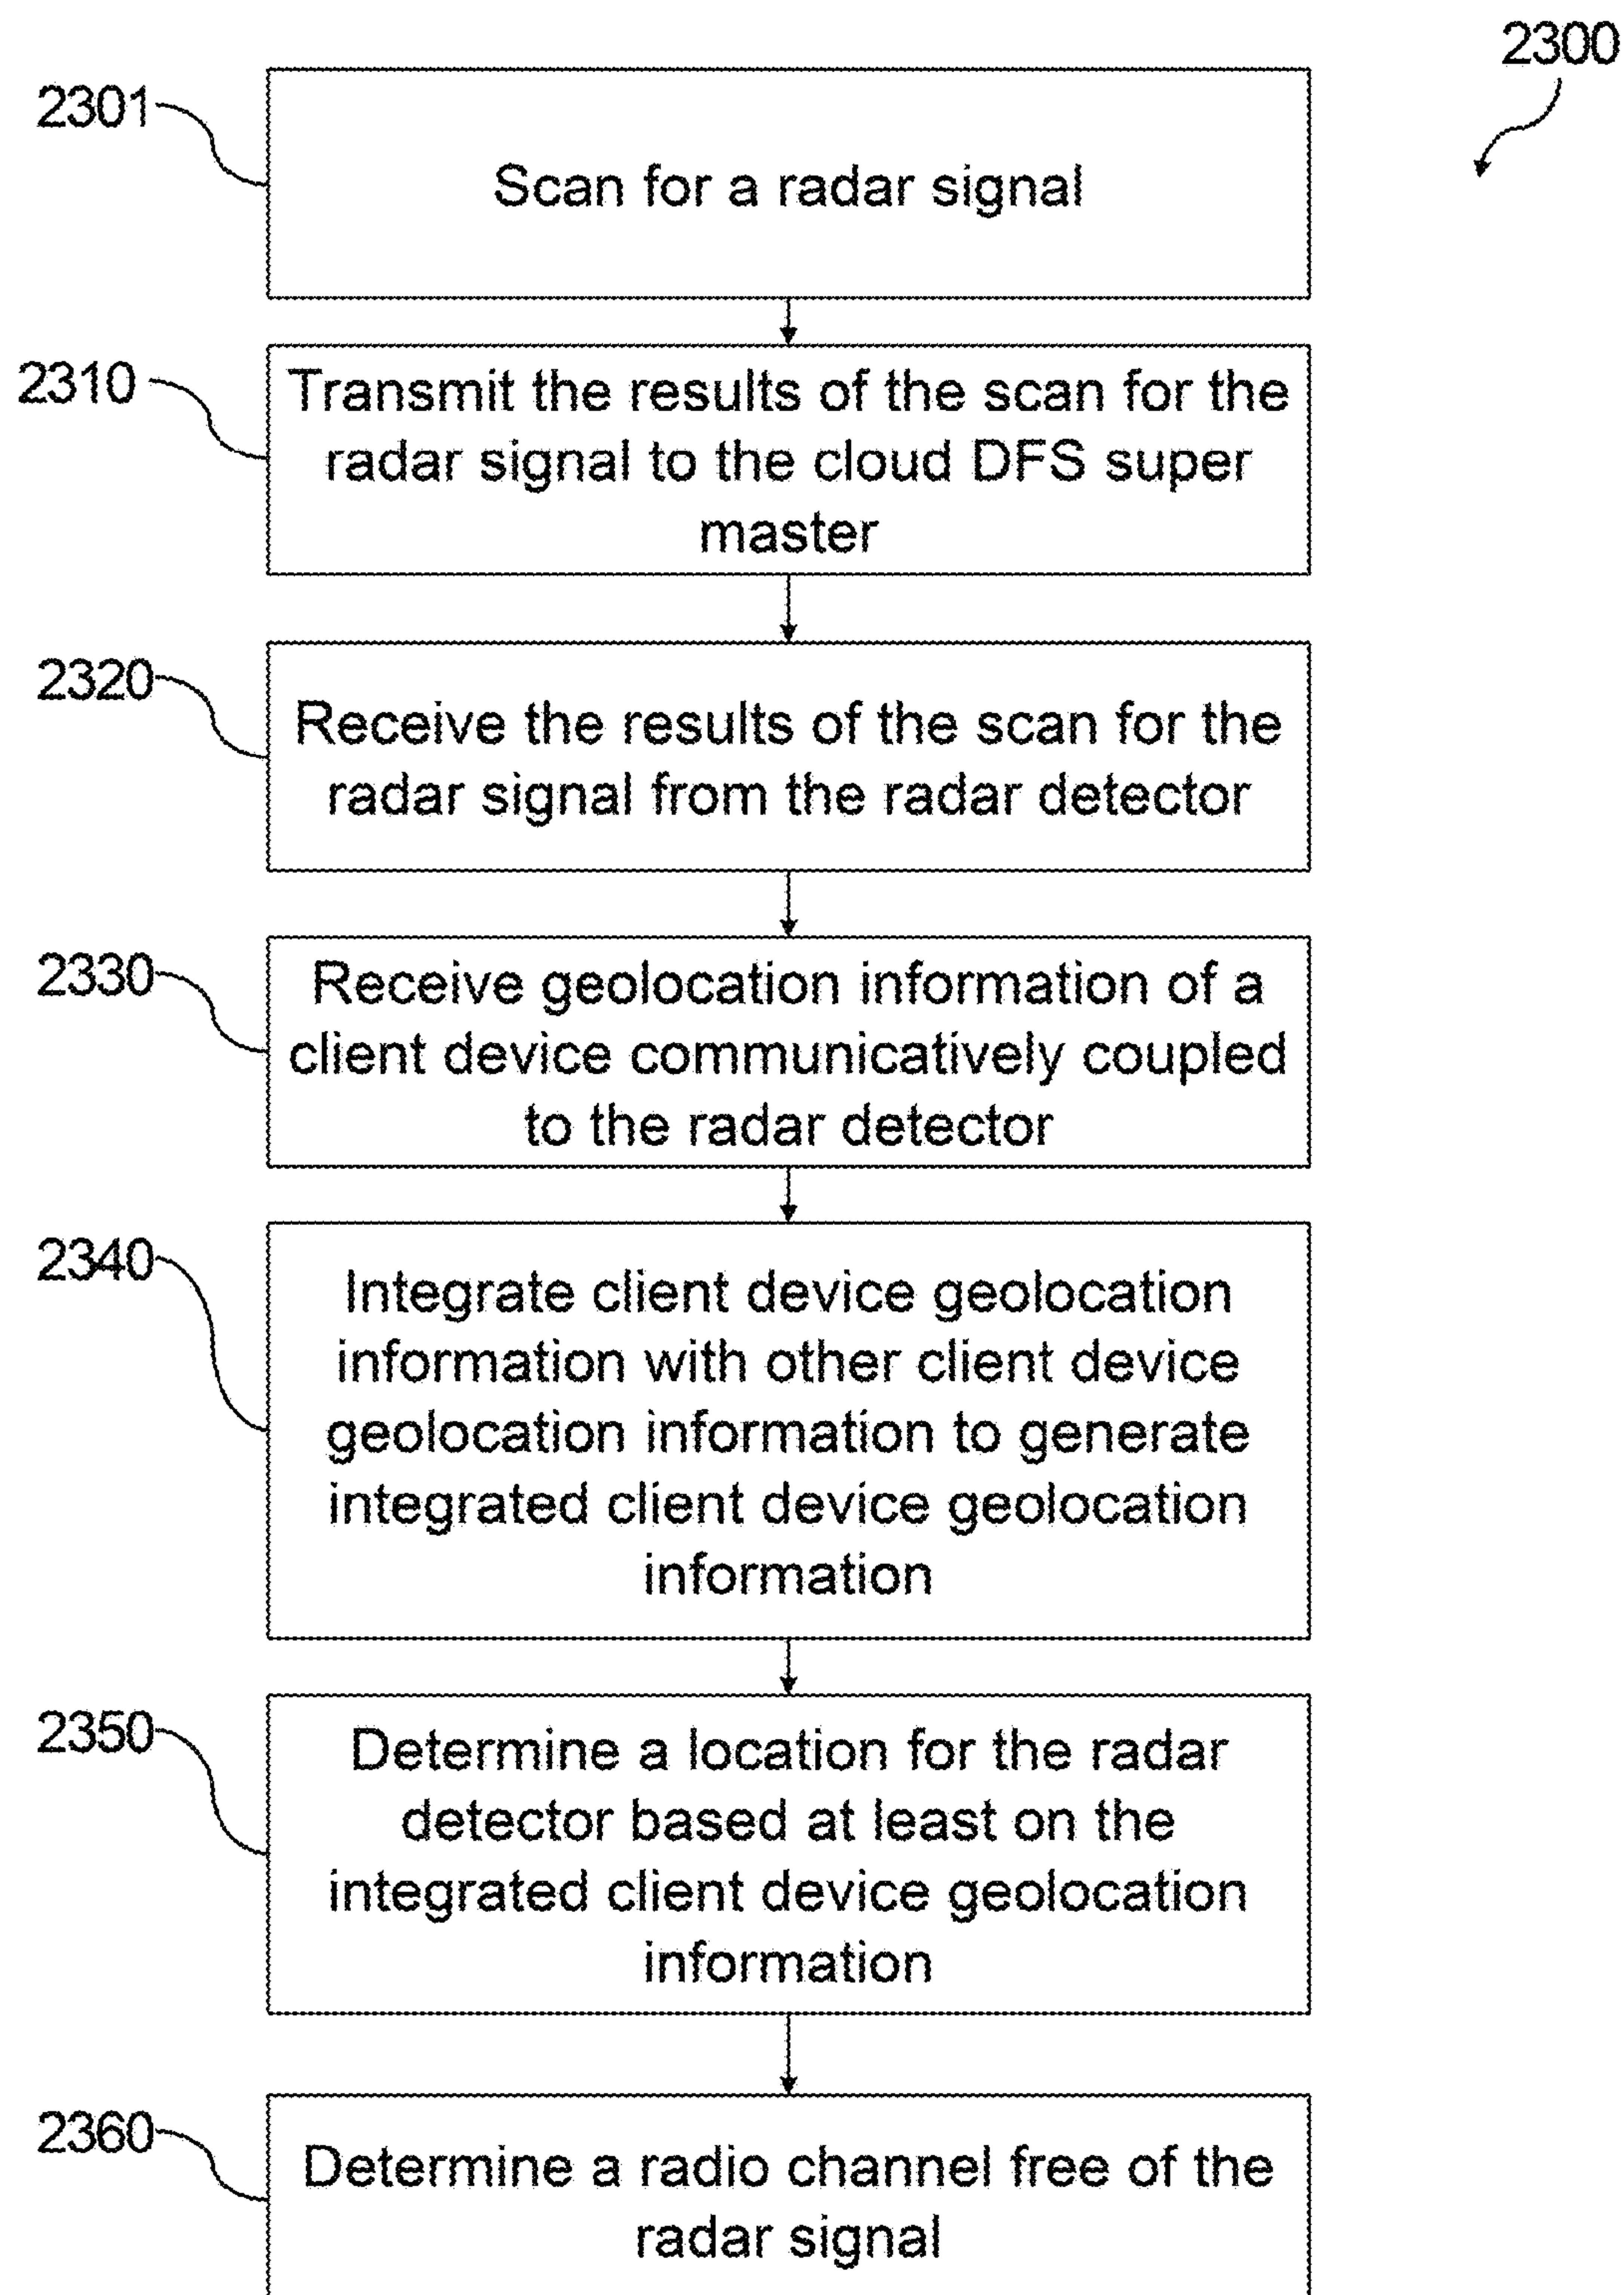 2300
2301
Scan for a radar signal
2310
Transmit the results of the scan for the
radar signal to the cloud DFS super
master
2320
Receive the results of the scan for the
radar signal from the radar detector
2330
Receive geolocation information of a
client device communicatively coupled
to the radar detector
2340
Integrate client device geolocation
information with other client device
geolocation information to generate
integrated client device geolocation
information
2350
Determine a location for the radar
detector based at least on the
integrated client device geolocation
information
2360
Determine a radio channel free of the
radar signal